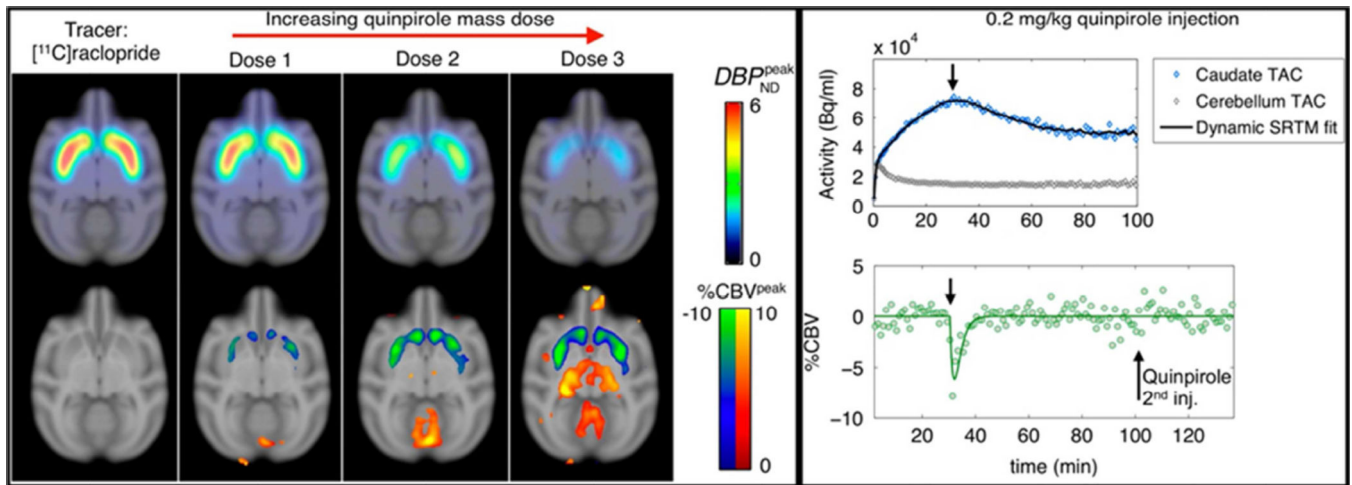 Increasing quinpirole mass dose
Tracer:
[¹¹C]raclopride
Dose 1
Dose 2
Dose 3
DBP_ND^peak
6
0
%CBV^peak
-10
10
0
0.2 mg/kg quinpirole injection
x 10⁴
Activity (Bq/ml)
8
6
4
2
0
0 20 40 60 80 100
Caudate TAC
Cerebellum TAC
Dynamic SRTM fit
%CBV
5
0
−5
−10
Quinpirole
2nd inj.
20 40 60 80 100 120
time (min)